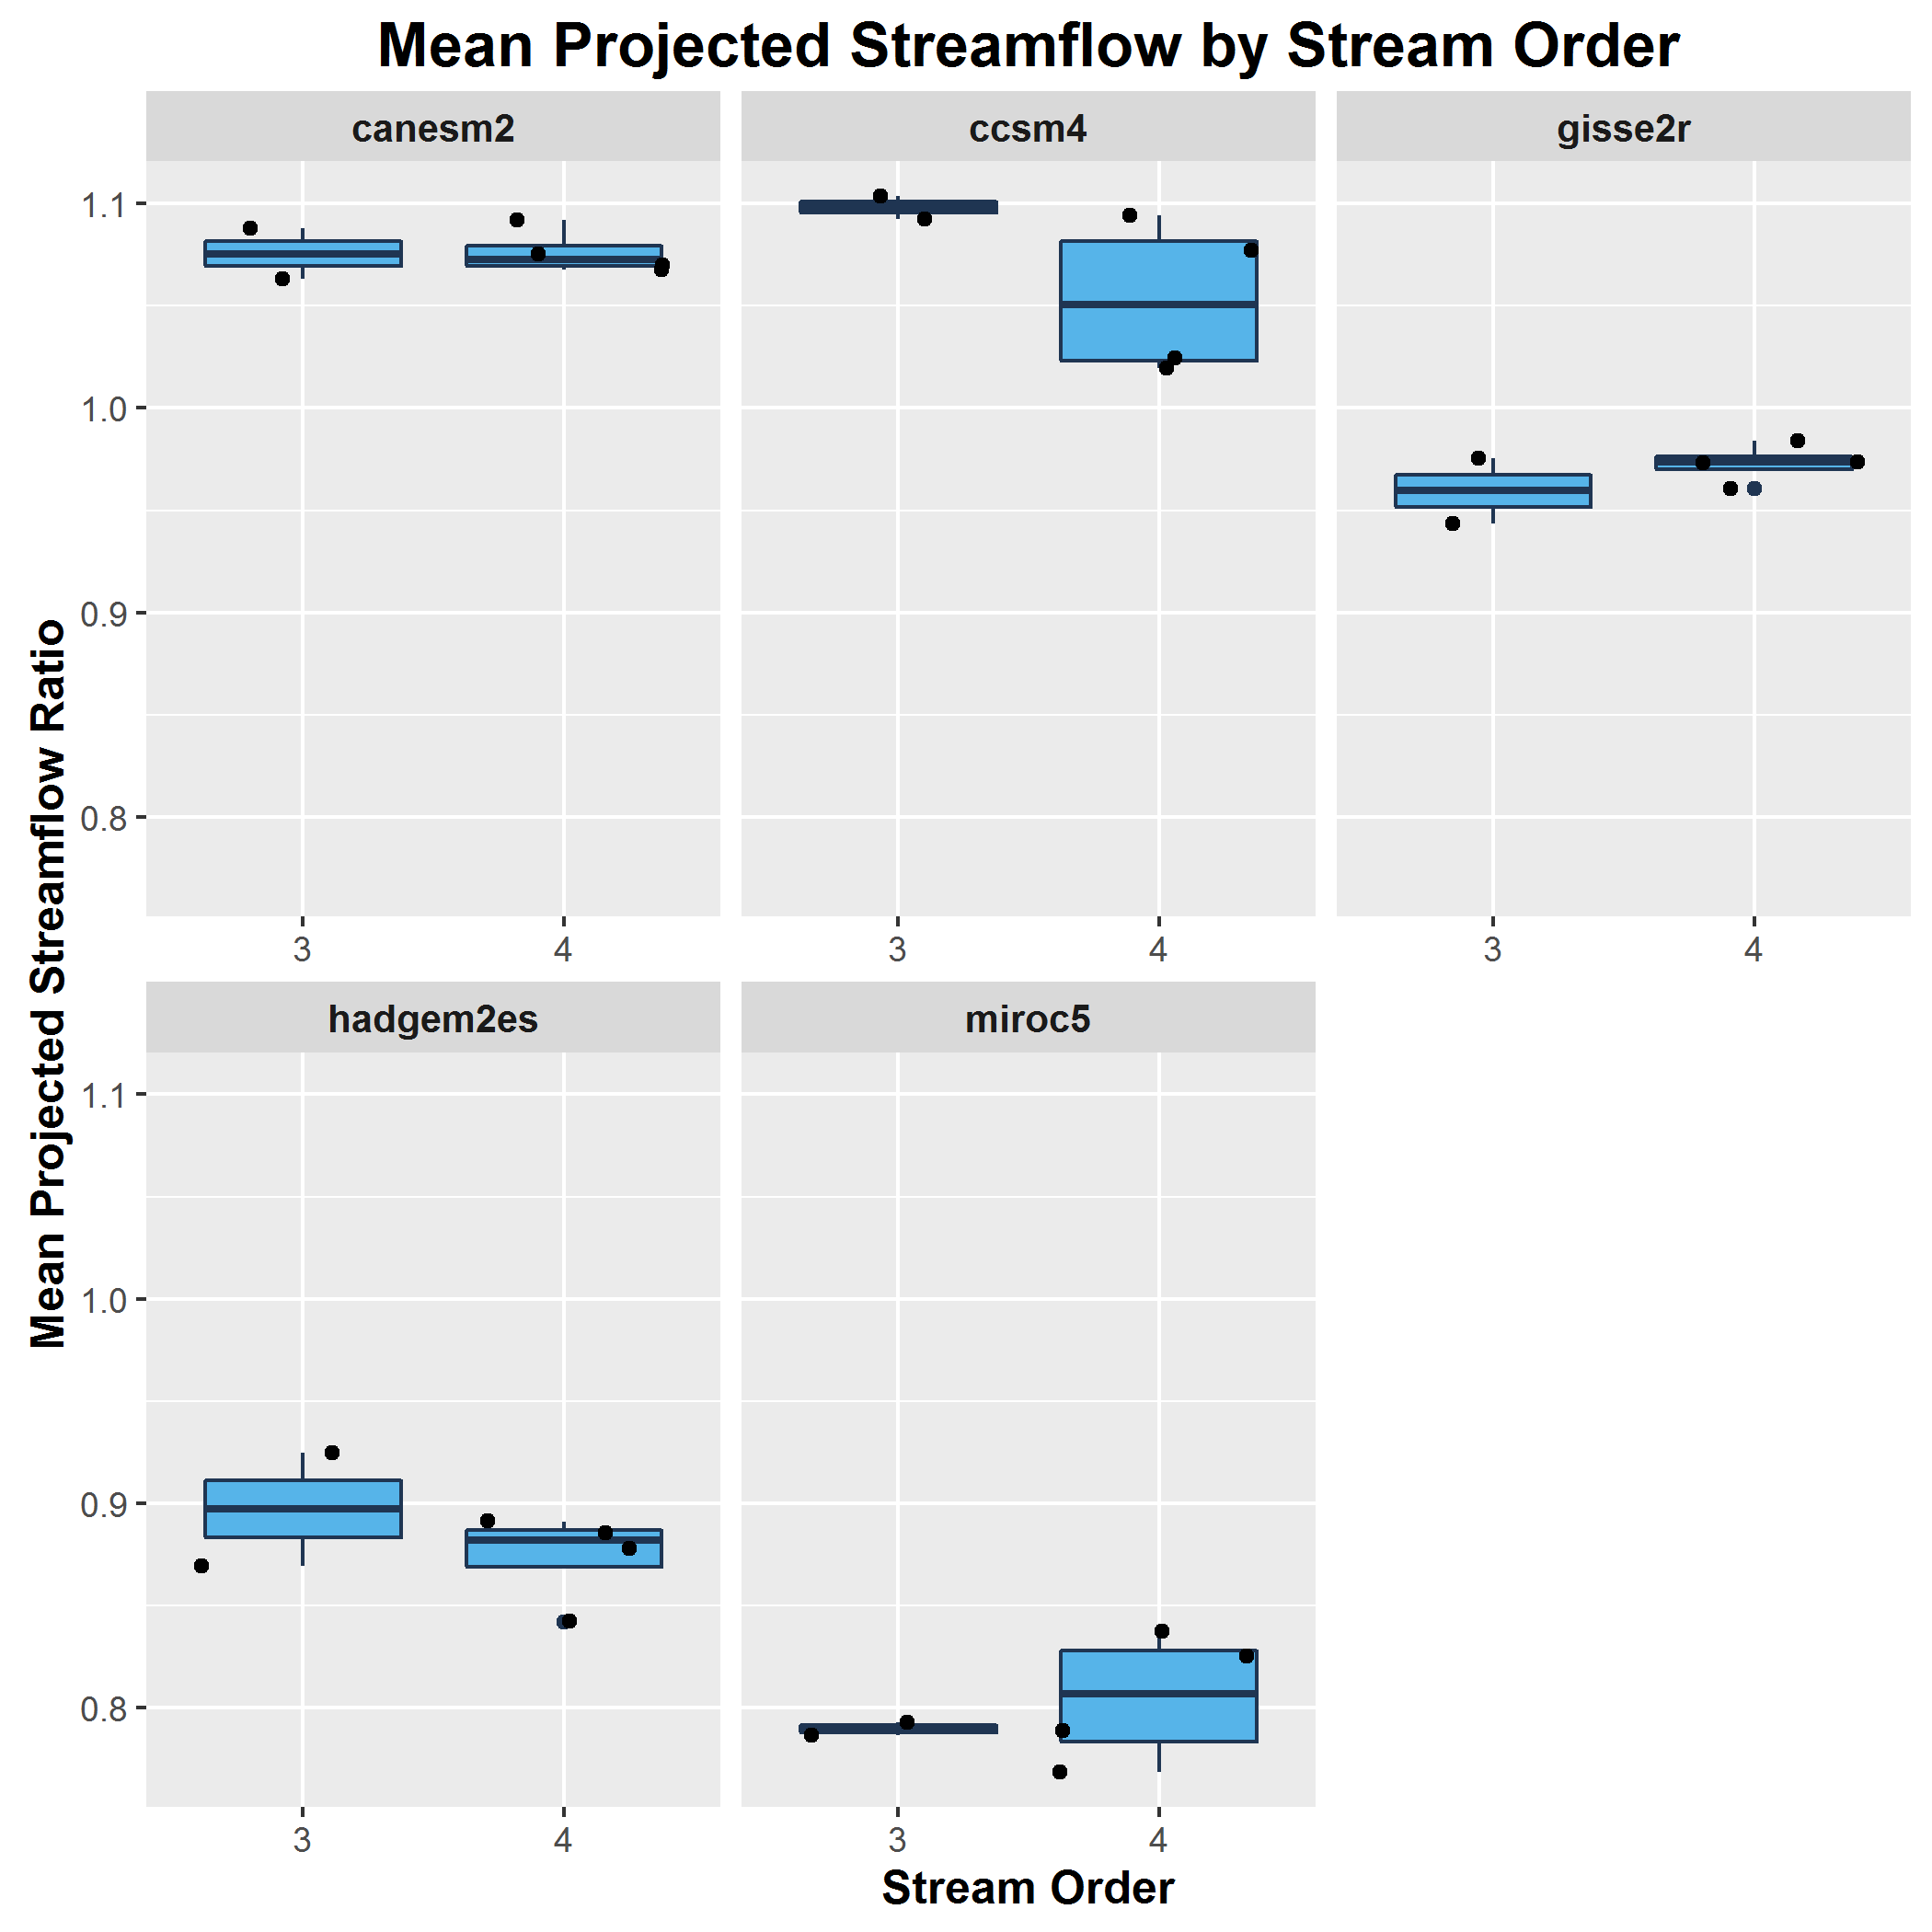 Mean Projected Streamflow by Stream Order
canesm2
ccsm4
gisse2r
1.1
1.0
0.9
0.8
3
4
3
4
3
4
Mean Projected Streamflow Ratio
hadgem2es
miroc5
1.1
1.0
0.9
0.8
3
4
3
4
Stream Order